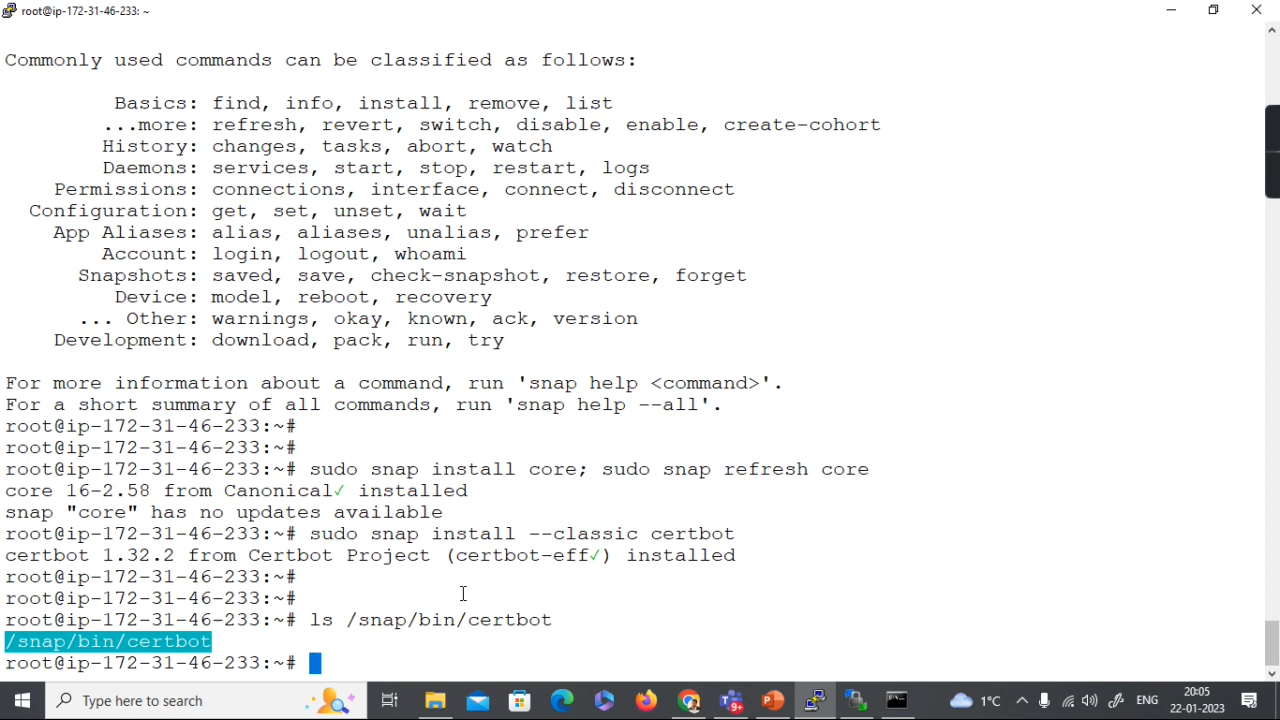 root@ip-172-31-46-233: ~
Commonly used commands can be classified as follows:
Basics: find, info, install, remove, list
...more: refresh, revert, switch, disable, enable, create-cohort
History: changes, tasks, abort, watch
Daemons: services, start, stop, restart, logs
Permissions: connections, interface, connect, disconnect
Configuration: get, set, unset, wait
App Aliases: alias, aliases, unalias, prefer
Account: login, logout, whoami
Snapshots: saved, save, check-snapshot, restore, forget
Device: model, reboot, recovery
... Other: warnings, okay, known, ack, version
Development: download, pack, run, try
For more information about a command, run 'snap help <command>'.
For a short summary of all commands, run 'snap help --all'.
root@ip-172-31-46-233:~#
root@ip-172-31-46-233:~#
root@ip-172-31-46-233:~# sudo snap install core; sudo snap refresh core
core 16-2.58 from Canonical✓ installed
snap "core" has no updates available
root@ip-172-31-46-233:~# sudo snap install --classic certbot
certbot 1.32.2 from Certbot Project (certbot-eff✓) installed
root@ip-172-31-46-233:~#
root@ip-172-31-46-233:~#
root@ip-172-31-46-233:~# ls /snap/bin/certbot
/snap/bin/certbot
root@ip-172-31-46-233:~#
Type here to search
9+
1°C
ENG
20:05
22-01-2023